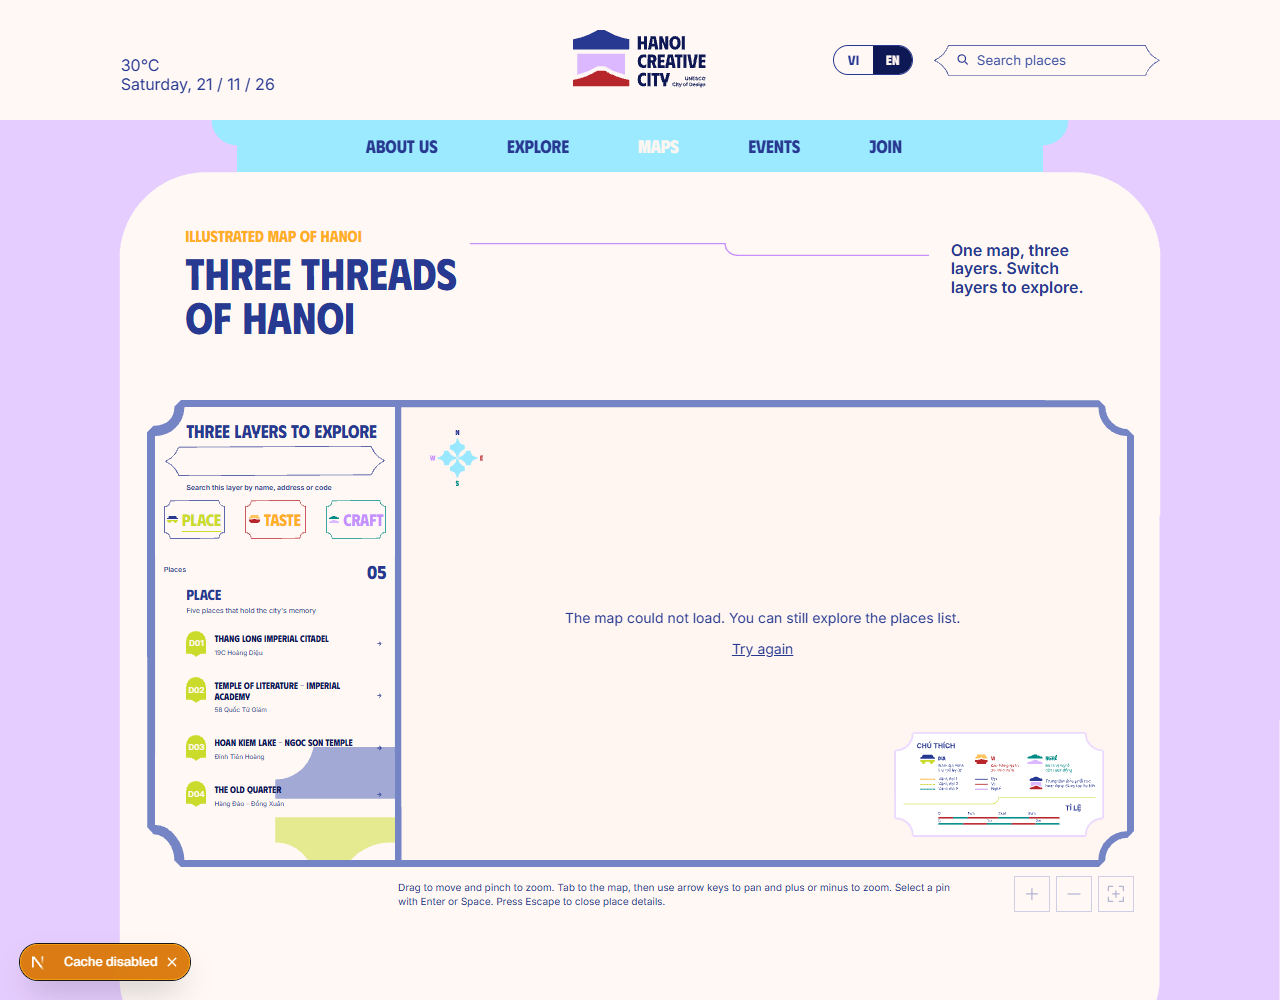 30°C
Saturday, 21 / 11 / 26
HANOI
CREATIVE
CITY
UNESCO
City of Design
VI
EN
Search places
ABOUT US
EXPLORE
MAPS
EVENTS
JOIN
ILLUSTRATED MAP OF HANOI
THREE THREADS
OF HANOI
One map, three
layers. Switch
layers to explore.
THREE LAYERS TO EXPLORE
Search this layer by name, address or code
PLACE
TASTE
CRAFT
Places
05
PLACE
Five places that hold the city's memory
D01
THANG LONG IMPERIAL CITADEL
19C Hoàng Diệu
D02
TEMPLE OF LITERATURE – IMPERIAL
ACADEMY
58 Quốc Tử Giám
D03
HOAN KIEM LAKE – NGOC SON TEMPLE
Đinh Tiên Hoàng
D04
THE OLD QUARTER
Hàng Đào – Đồng Xuân
N
W
E
S
The map could not load. You can still explore the places list.
Try again
CHÚ THÍCH
ĐỊA
VỊ
NGHỀ
TỈ LỆ
Drag to move and pinch to zoom. Tab to the map, then use arrow keys to pan and plus or minus to zoom. Select a pin
with Enter or Space. Press Escape to close place details.
Cache disabled